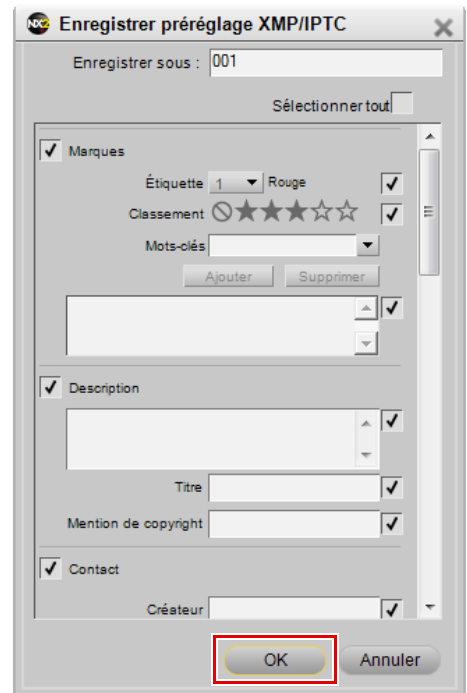 NX2 Enregistrer préréglage XMP/IPTC
Enregistrer sous : 001
Sélectionner tout
Marques
Étiquette 1 Rouge
Classement
Mots-clés
Ajouter Supprimer
Description
Titre
Mention de copyright
Contact
Créateur
OK Annuler